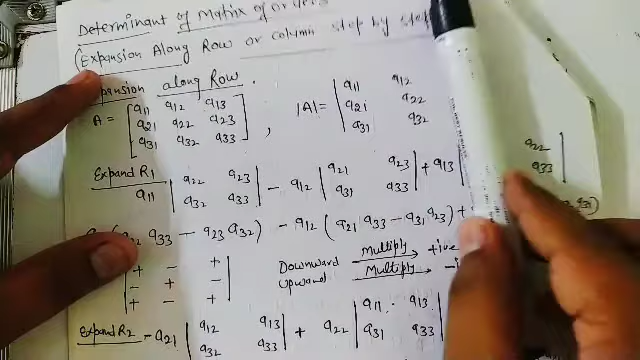 Determinant of Matrix of order 3
(Expansion Along Row or column step by step
Expansion along Row.
A = [a11 a12 a13
a21 a22 a23
a31 a32 a33] , |A| = |a11 a12
a21 a22
a31 a32
Expand R1
a11 |a22 a23
a32 a33| - a12 |a21 a23
a31 a33| + a13 | a22
a33|
(a22 a33 - a23 a32) - a12 (a21 a33 - a31 a23) +
|+ - +
- + -
+ - +|
Downward Multiply +ive
upward Multiply
Expand R2 - a21 |a12 a13
a32 a33| + a22 |a11 a13
a31 a33|